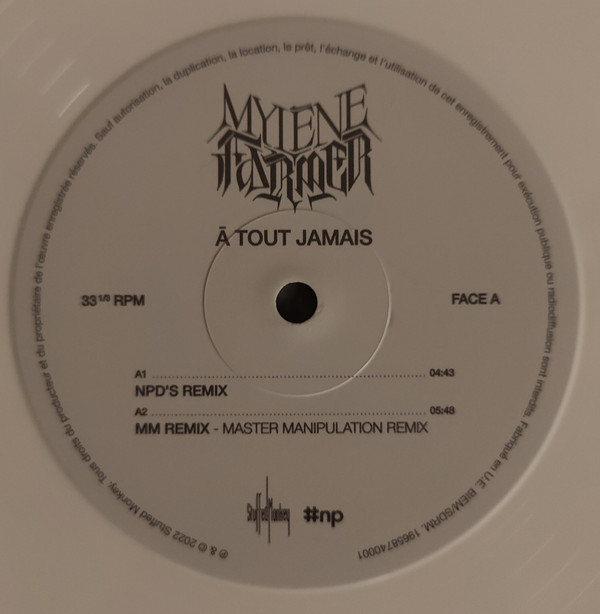 MYLENE
FARMER
Ā TOUT JAMAIS
33 1/3 RPM
FACE A
A1 04:43
NPD'S REMIX
A2 05:48
MM REMIX - MASTER MANIPULATION REMIX
StuffedMonkey
#np
℗ & © 2022 Stuffed Monkey. Tous droits du producteur et du propriétaire de l'œuvre enregistrée réservés. Sauf autorisation, la duplication, la location, le prêt, l'échange et l'utilisation de cet enregistrement pour exécution publique ou radiodiffusion sont interdits. Fabriqué en U.E. BIEM/SDRM. 19658740001